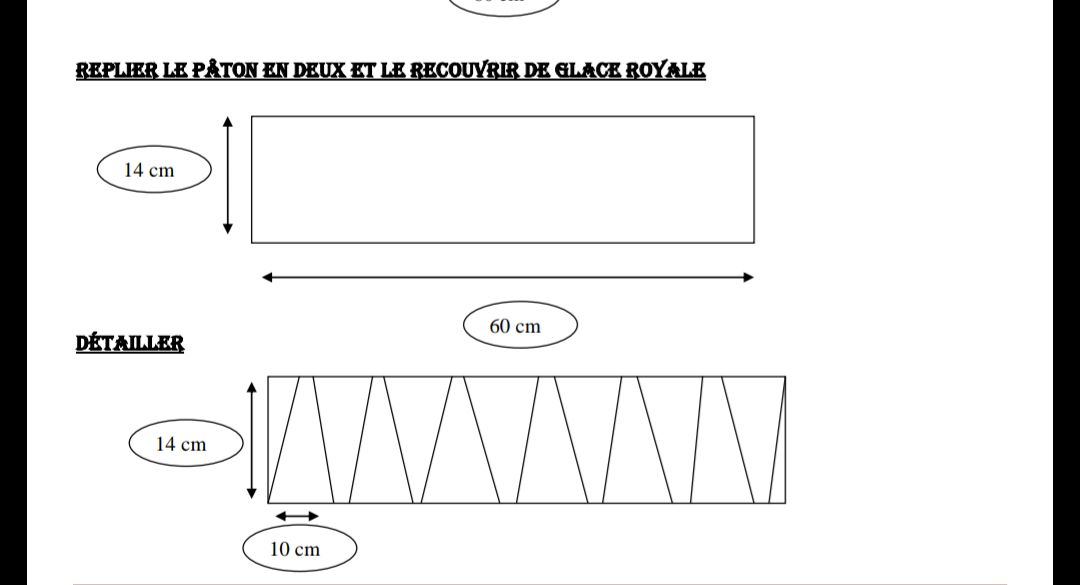 REPLIER LE PÂTON EN DEUX ET LE RECOUVRIR DE GLACE ROYALE
14 cm
60 cm
DÉTAILLER
14 cm
10 cm